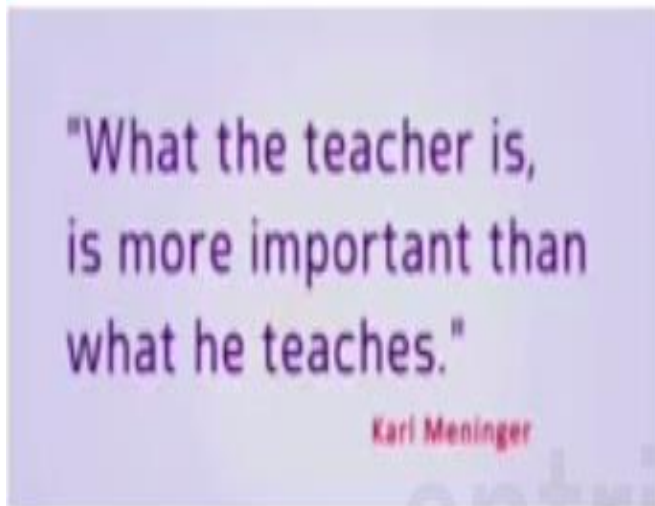 "What the teacher is,
is more important than
what he teaches."
Karl Meninger